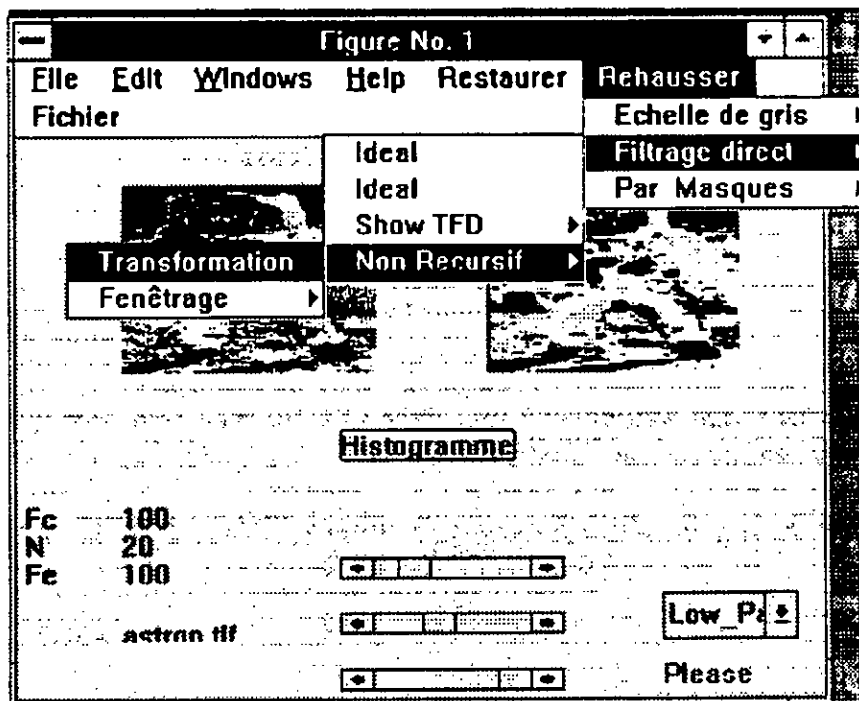 Figure No. 1
File Edit Windows Help Restaurer Rehausser
Fichier
Echelle de gris
Filtrage direct
Par Masques
Ideal
Ideal
Show TFD
Non Recursif
Transformation
Fenêtrage
Histogramme
Fc 100
N 20
Fe 100
astron.tif
Low_Pa
Please